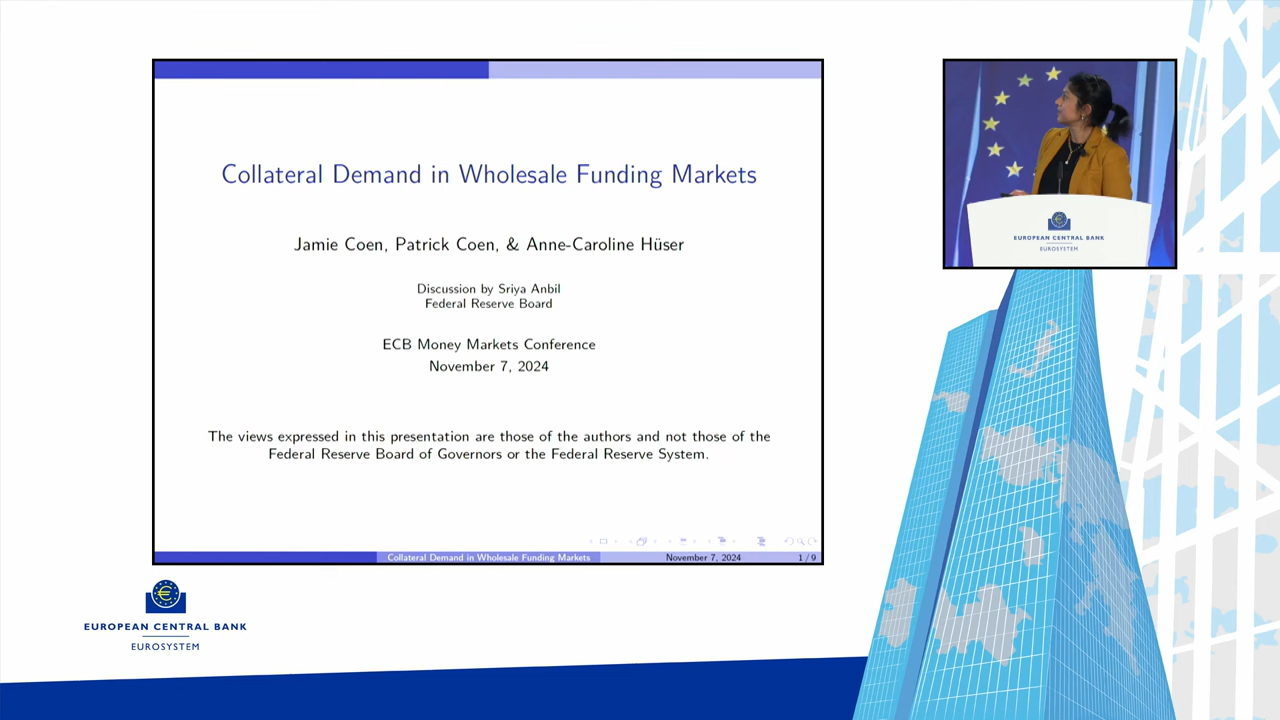 Collateral Demand in Wholesale Funding Markets
Jamie Coen, Patrick Coen, & Anne-Caroline Hüser
Discussion by Sriya Anbil
Federal Reserve Board
ECB Money Markets Conference
November 7, 2024
The views expressed in this presentation are those of the authors and not those of the
Federal Reserve Board of Governors or the Federal Reserve System.
Collateral Demand in Wholesale Funding Markets
November 7, 2024
1 / 9
EUROPEAN CENTRAL BANK
EUROSYSTEM
EUROPEAN CENTRAL BANK
EUROSYSTEM